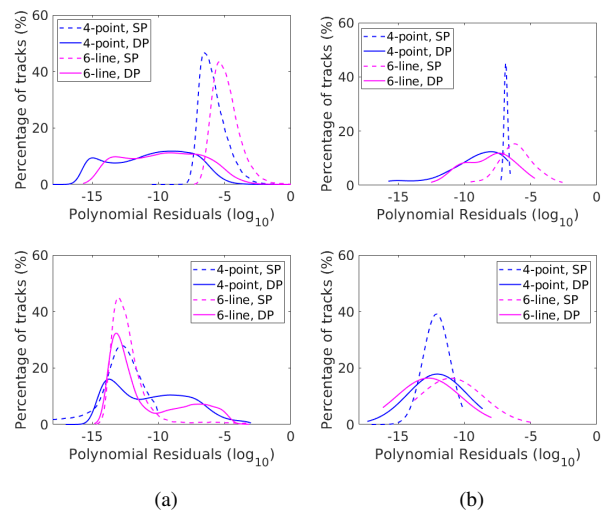 60
40
20
0
-15
-10
-5
0
Percentage of tracks (%)
Polynomial Residuals (log10)
4-point, SP
4-point, DP
6-line, SP
6-line, DP
60
40
20
0
-15
-10
-5
0
Percentage of tracks (%)
Polynomial Residuals (log10)
4-point, SP
4-point, DP
6-line, SP
6-line, DP
60
40
20
0
-15
-10
-5
0
Percentage of tracks (%)
Polynomial Residuals (log10)
4-point, SP
4-point, DP
6-line, SP
6-line, DP
60
40
20
0
-15
-10
-5
0
Percentage of tracks (%)
Polynomial Residuals (log10)
4-point, SP
4-point, DP
6-line, SP
6-line, DP
(a)
(b)